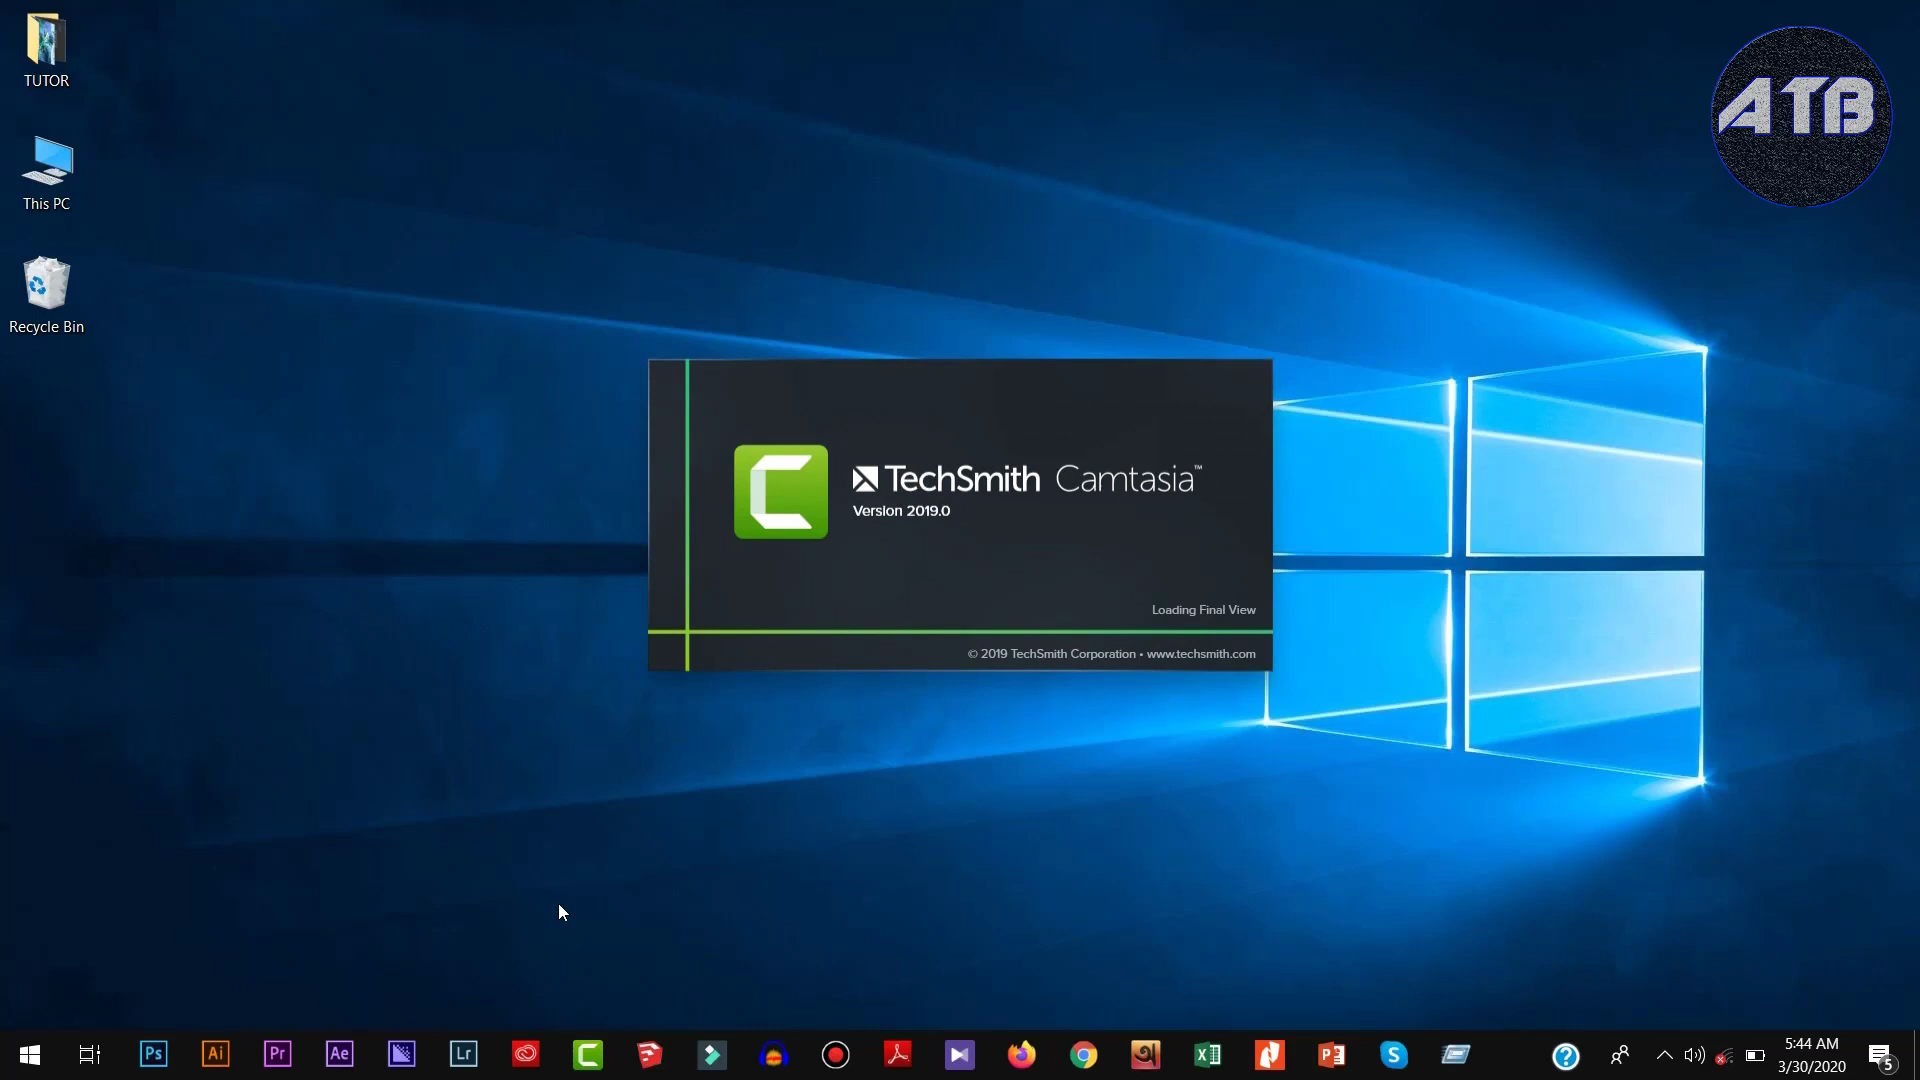 TUTOR
This PC
Recycle Bin
ATB
TechSmith Camtasia™
Version 2019.0
Loading Final View
© 2019 TechSmith Corporation • www.techsmith.com
Ps
Ai
Pr
Ae
Lr
S
?
5:44 AM
3/30/2020
5